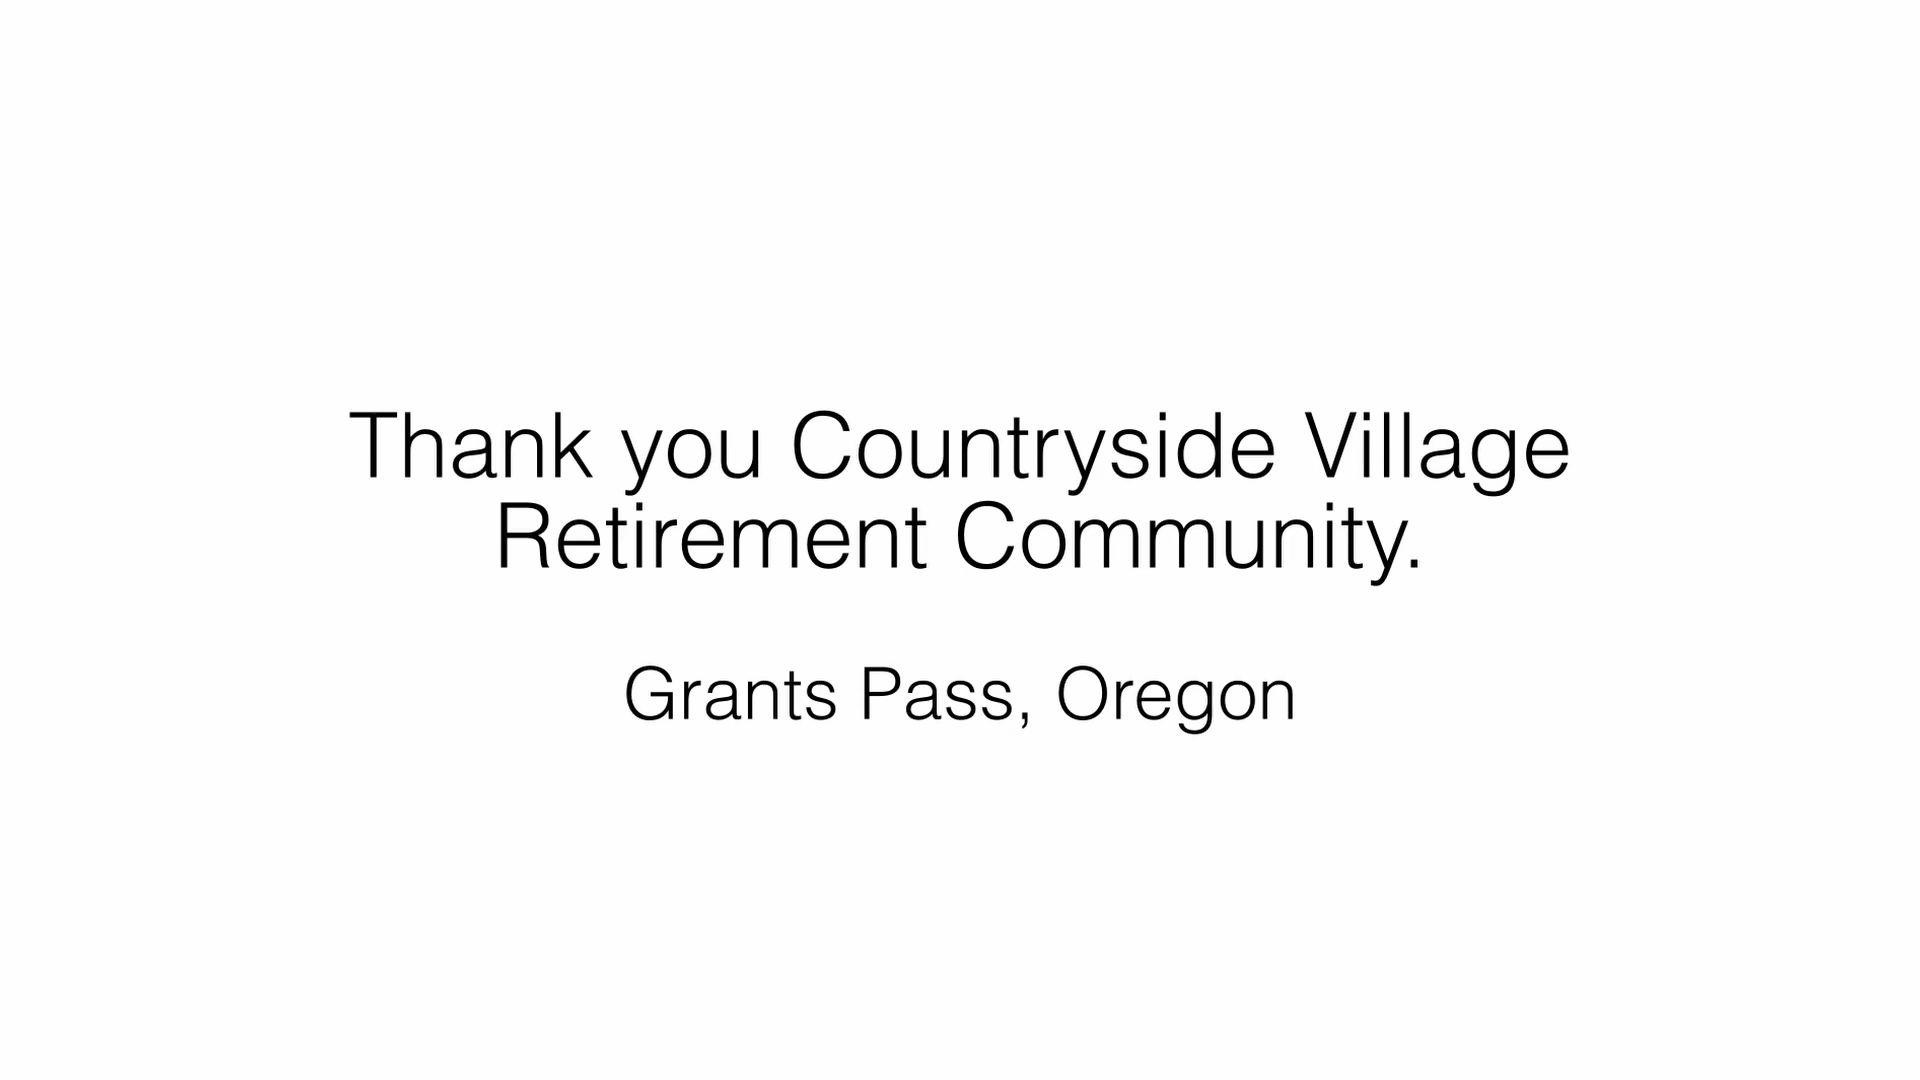 Thank you Countryside Village
Retirement Community.
Grants Pass, Oregon